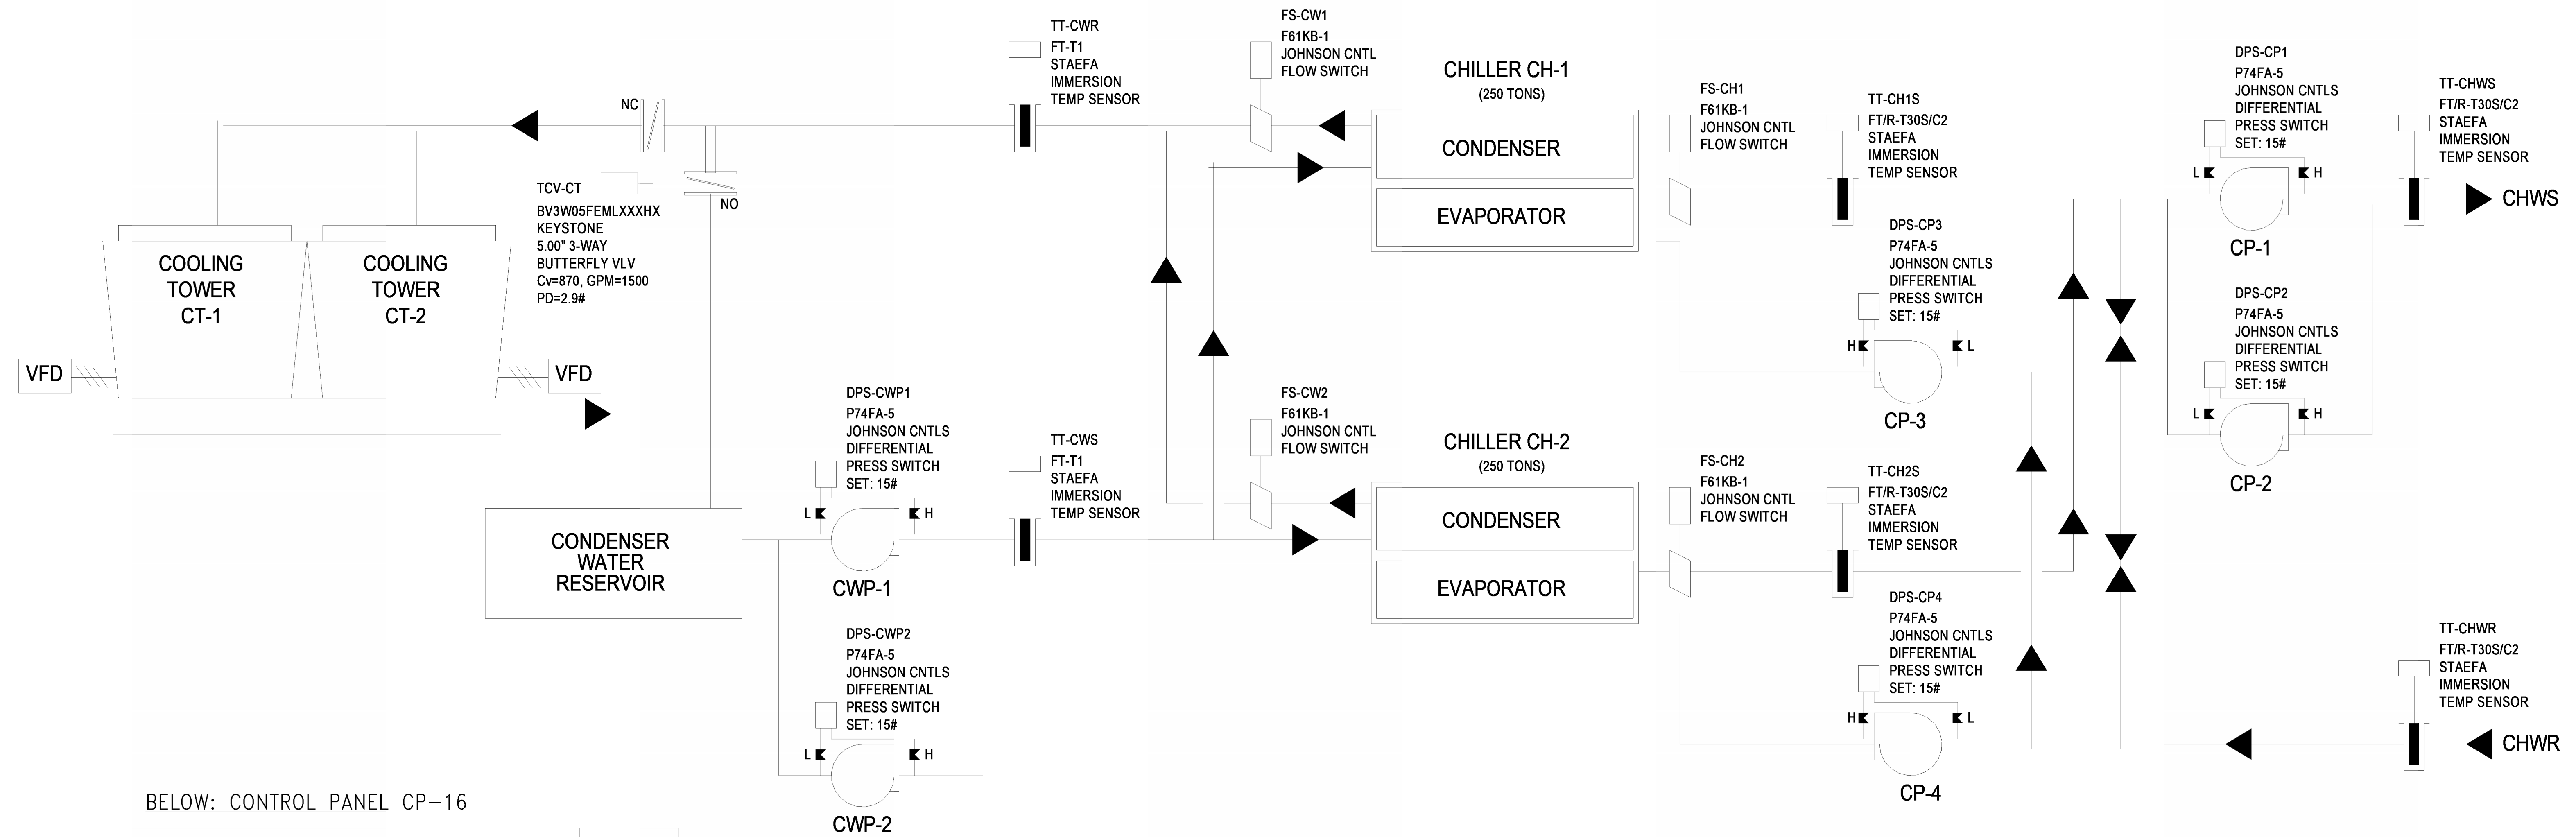 TT-CWR
FT-T1
STAEFA
IMMERSION
TEMP SENSOR
FS-CW1
F61KB-1
JOHNSON CNTL
FLOW SWITCH
CHILLER CH-1
(250 TONS)
CONDENSER
EVAPORATOR
FS-CH1
F61KB-1
JOHNSON CNTL
FLOW SWITCH
TT-CH1S
FT/R-T30S/C2
STAEFA
IMMERSION
TEMP SENSOR
DPS-CP1
P74FA-5
JOHNSON CNTLS
DIFFERENTIAL
PRESS SWITCH
SET: 15#
L
H
CP-1
TT-CHWS
FT/R-T30S/C2
STAEFA
IMMERSION
TEMP SENSOR
CHWS
NC
NO
TCV-CT
BV3W05FEMLXXXHX
KEYSTONE
5.00" 3-WAY
BUTTERFLY VLV
Cv=870, GPM=1500
PD=2.9#
COOLING
TOWER
CT-1
COOLING
TOWER
CT-2
VFD
VFD
DPS-CP3
P74FA-5
JOHNSON CNTLS
DIFFERENTIAL
PRESS SWITCH
SET: 15#
H
L
CP-3
DPS-CP2
P74FA-5
JOHNSON CNTLS
DIFFERENTIAL
PRESS SWITCH
SET: 15#
L
H
CP-2
DPS-CWP1
P74FA-5
JOHNSON CNTLS
DIFFERENTIAL
PRESS SWITCH
SET: 15#
L
H
CWP-1
TT-CWS
FT-T1
STAEFA
IMMERSION
TEMP SENSOR
FS-CW2
F61KB-1
JOHNSON CNTL
FLOW SWITCH
CHILLER CH-2
(250 TONS)
CONDENSER
EVAPORATOR
FS-CH2
F61KB-1
JOHNSON CNTL
FLOW SWITCH
TT-CH2S
FT/R-T30S/C2
STAEFA
IMMERSION
TEMP SENSOR
CONDENSER
WATER
RESERVOIR
DPS-CWP2
P74FA-5
JOHNSON CNTLS
DIFFERENTIAL
PRESS SWITCH
SET: 15#
L
H
CWP-2
DPS-CP4
P74FA-5
JOHNSON CNTLS
DIFFERENTIAL
PRESS SWITCH
SET: 15#
H
L
CP-4
TT-CHWR
FT/R-T30S/C2
STAEFA
IMMERSION
TEMP SENSOR
CHWR
BELOW: CONTROL PANEL CP-16